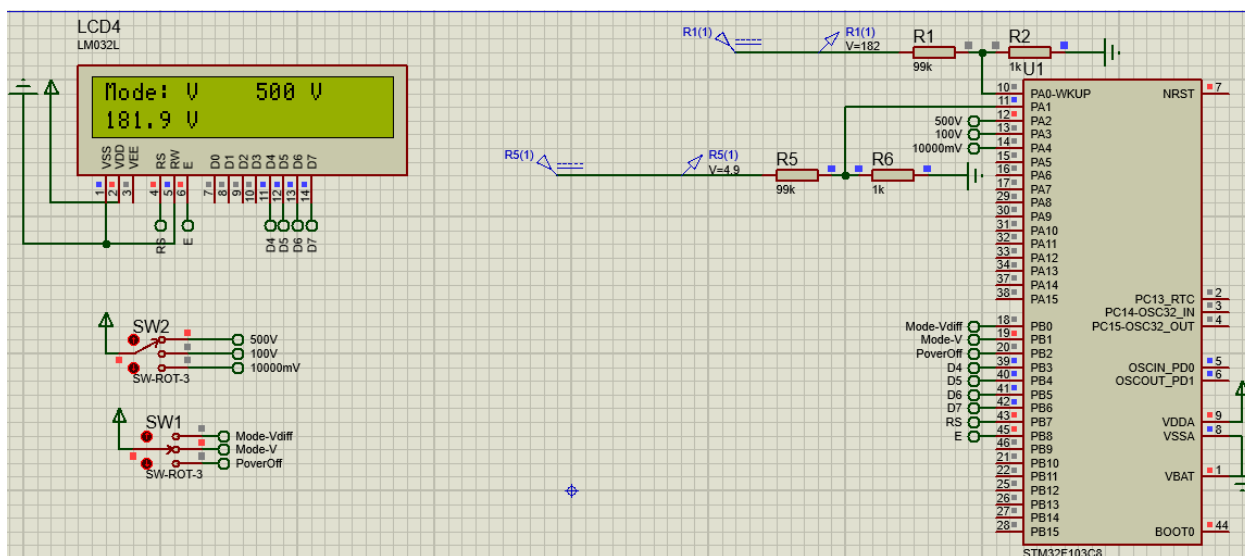 LCD4
LM032L
Mode: V 500 V
181.9 V
VSS
VDD
VEE
RS
RW
E
D0
D1
D2
D3
D4
D5
D6
D7
1
2
3
4
5
6
7
8
9
10
11
12
13
14
RS
E
D4
D5
D6
D7
R1(1)
R1(1)
V=182
R1
99k
R2
1k
R5(1)
R5(1)
V=4.9
R5
99k
R6
1k
500V
100V
10000mV
U1
10 PA0-WKUP
11 PA1
12 PA2
13 PA3
14 PA4
15 PA5
16 PA6
17 PA7
29 PA8
30 PA9
31 PA10
32 PA11
33 PA12
34 PA13
37 PA14
38 PA15
18 PB0
19 PB1
20 PB2
39 PB3
40 PB4
41 PB5
42 PB6
43 PB7
45 PB8
46 PB9
21 PB10
22 PB11
25 PB12
26 PB13
27 PB14
28 PB15
NRST 7
PC13_RTC 2
PC14-OSC32_IN 3
PC15-OSC32_OUT 4
OSCIN_PD0 5
OSCOUT_PD1 6
VDDA 9
VSSA 8
VBAT 1
BOOT0 44
STM32F103C8
Mode-Vdiff
Mode-V
PoverOff
D4
D5
D6
D7
RS
E
SW2
500V
100V
10000mV
SW-ROT-3
SW1
Mode-Vdiff
Mode-V
PoverOff
SW-ROT-3